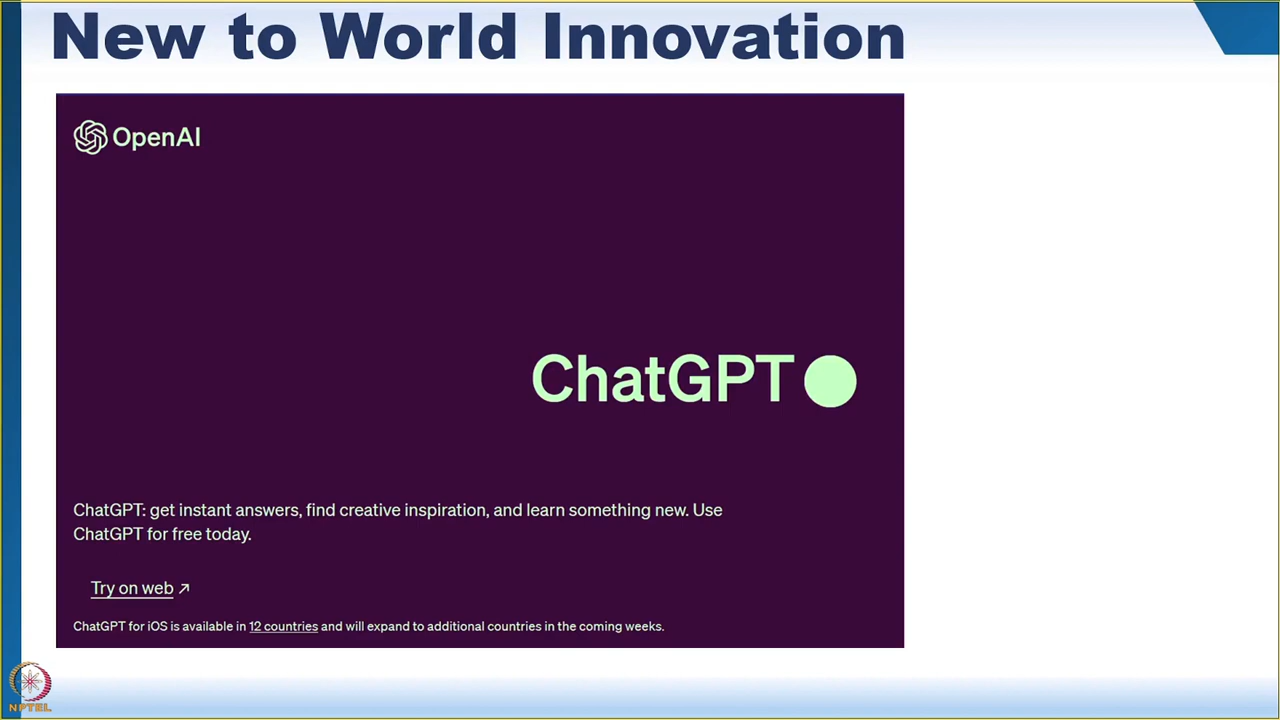 New to World Innovation
OpenAI
ChatGPT
ChatGPT: get instant answers, find creative inspiration, and learn something new. Use
ChatGPT for free today.
Try on web ↗
ChatGPT for iOS is available in 12 countries and will expand to additional countries in the coming weeks.
NPTEL